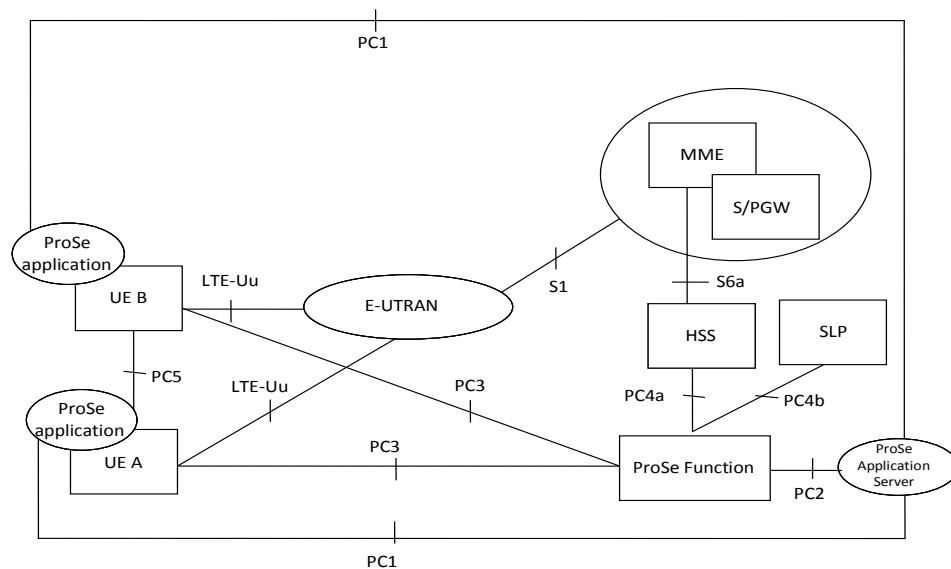 PC1
MME
S/PGW
ProSe
application
UE B
LTE-Uu
E-UTRAN
S1
S6a
HSS
SLP
PC5
LTE-Uu
PC3
PC4a
PC4b
ProSe
application
UE A
PC3
ProSe Function
PC2
ProSe
Application
Server
PC1